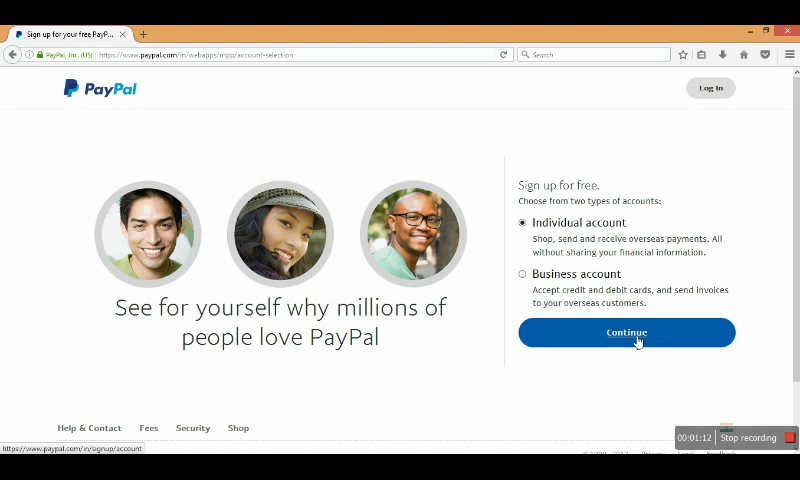 Sign up for your free PayP...
PayPal, Inc. (US)
https://www.paypal.com/in/webapps/mpp/account-selection
Search
PayPal
Log In
Sign up for free.
Choose from two types of accounts:
Individual account
Shop, send and receive overseas payments. All
without sharing your financial information.
Business account
Accept credit and debit cards, and send invoices
to your overseas customers.
Continue
See for yourself why millions of
people love PayPal
Help & Contact Fees Security Shop
https://www.paypal.com/in/signup/account
00:01:12 Stop recording